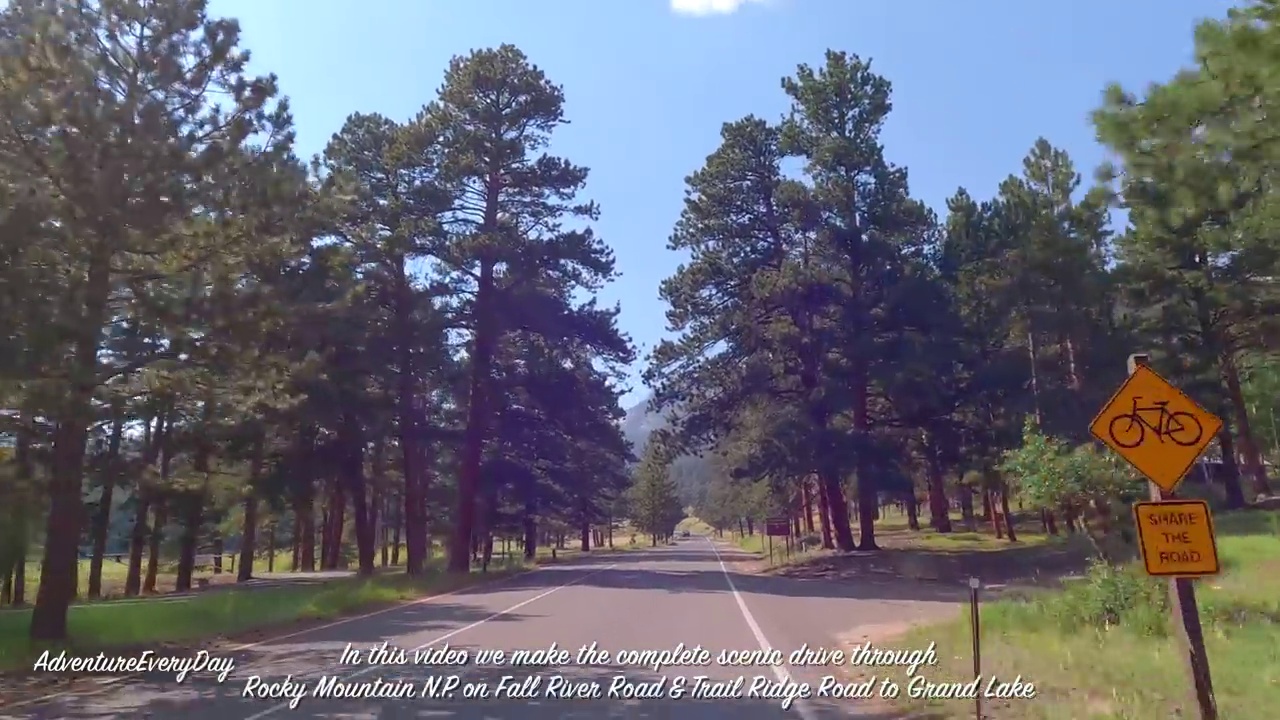 SHARE
THE
ROAD
AdventureEveryDay
In this video we make the complete scenic drive through
Rocky Mountain N.P. on Fall River Road & Trail Ridge Road to Grand Lake